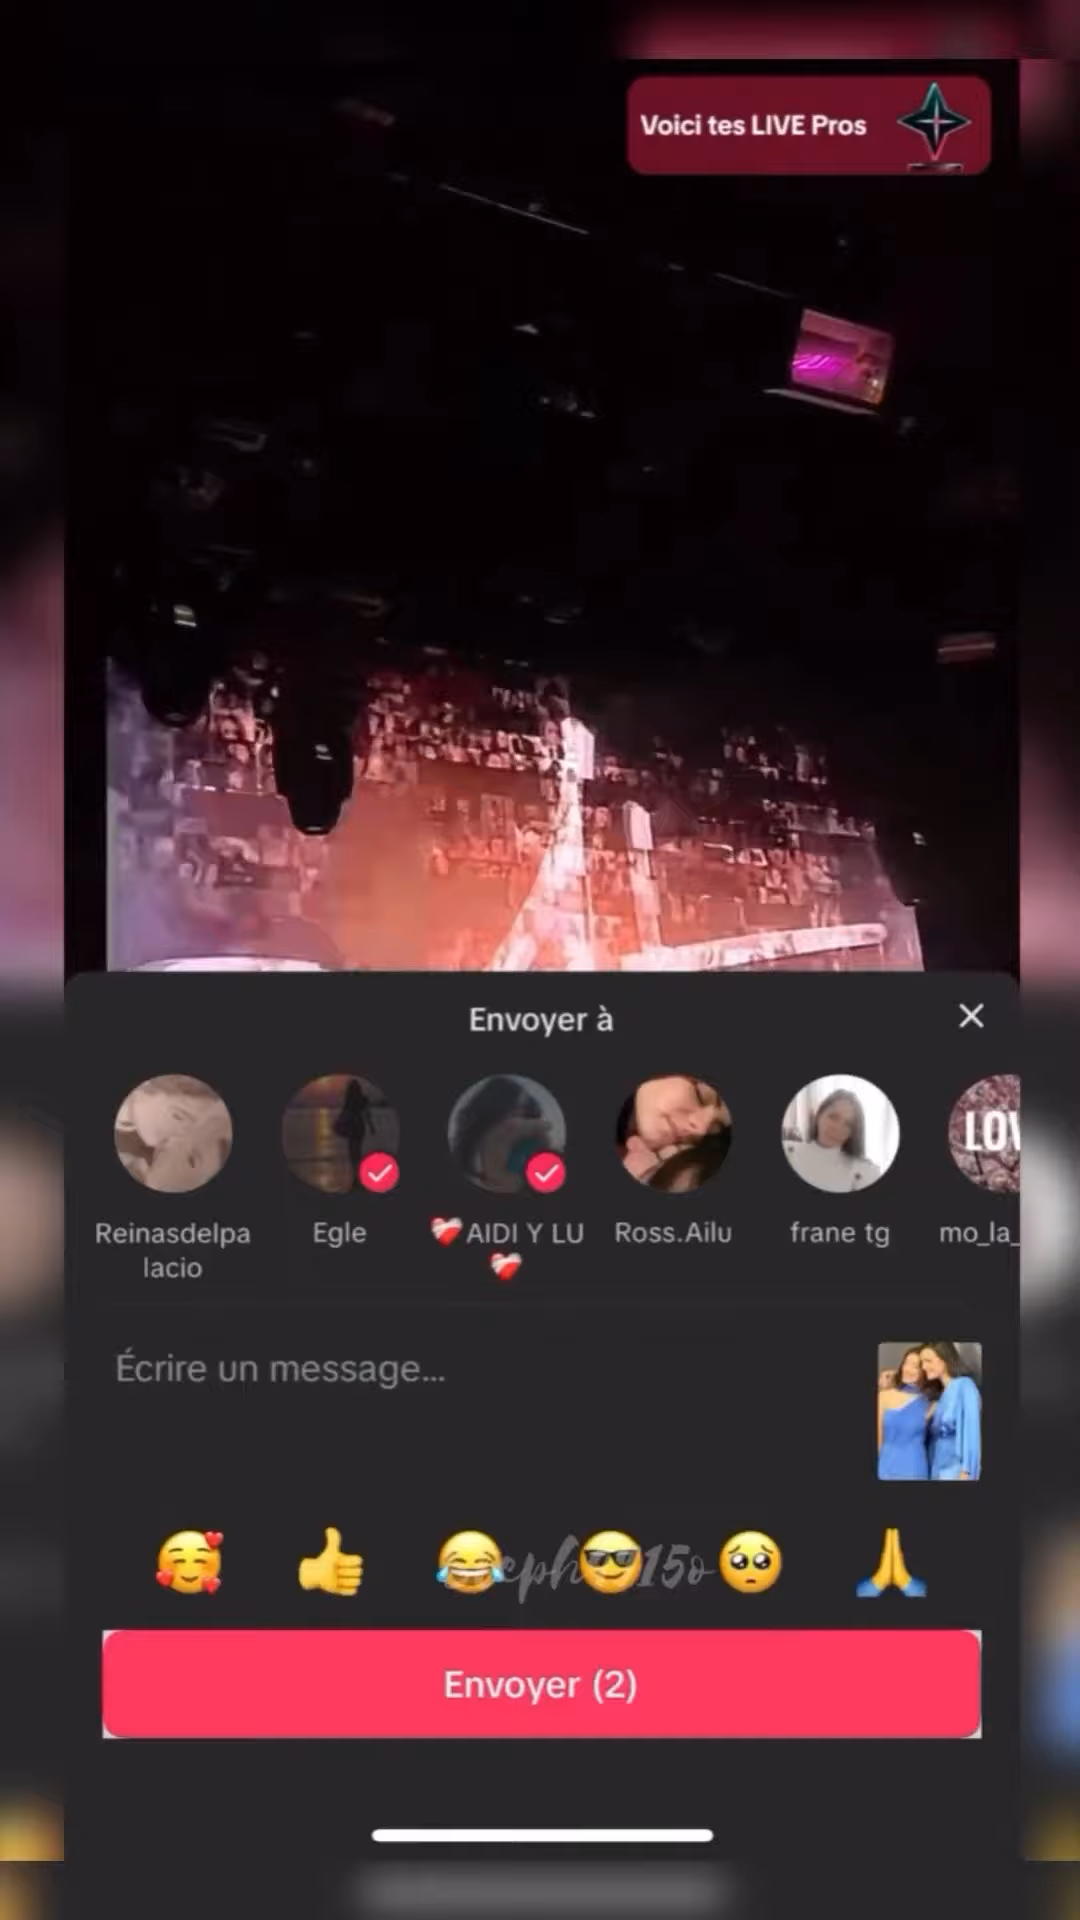 Voici tes LIVE Pros
Envoyer à
Reinasdelpa
lacio
Egle
❤️‍🩹AIDI Y LU
❤️‍🩹
Ross.Ailu
frane tg
LOV
mo_la_
Écrire un message...
Envoyer (2)